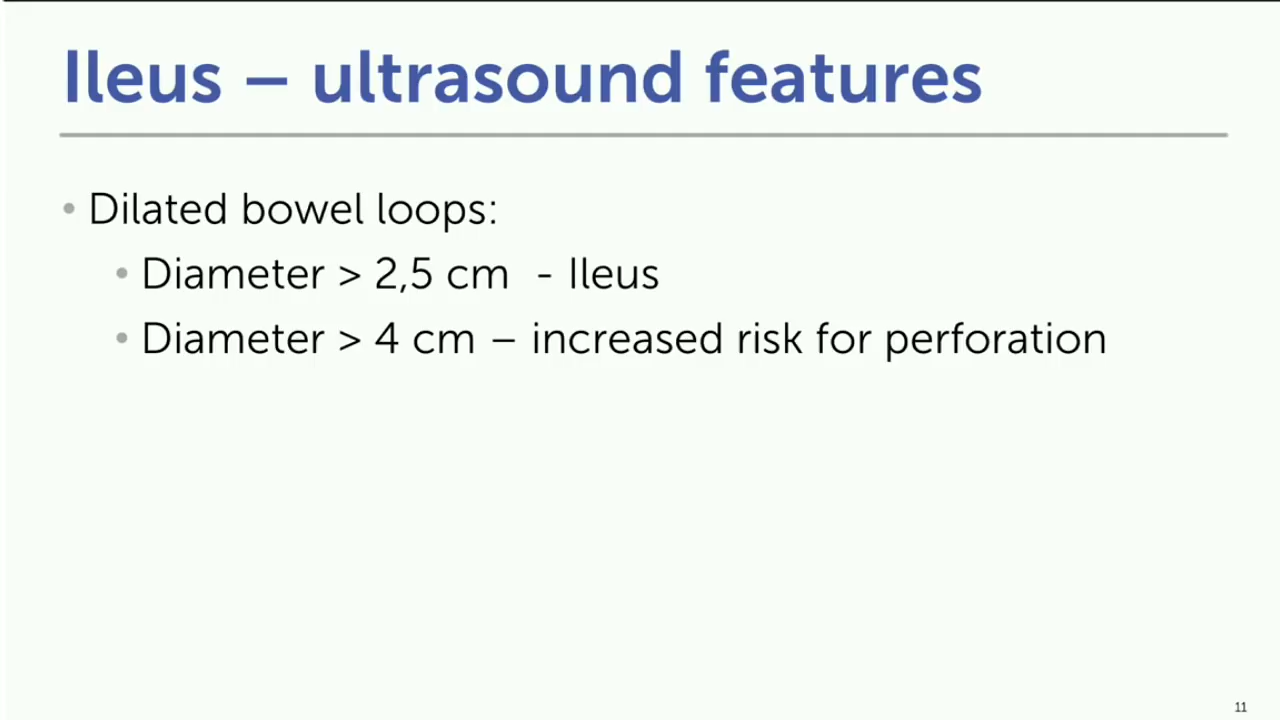 Ileus – ultrasound features
• Dilated bowel loops:
• Diameter > 2,5 cm  - Ileus
• Diameter > 4 cm – increased risk for perforation
11